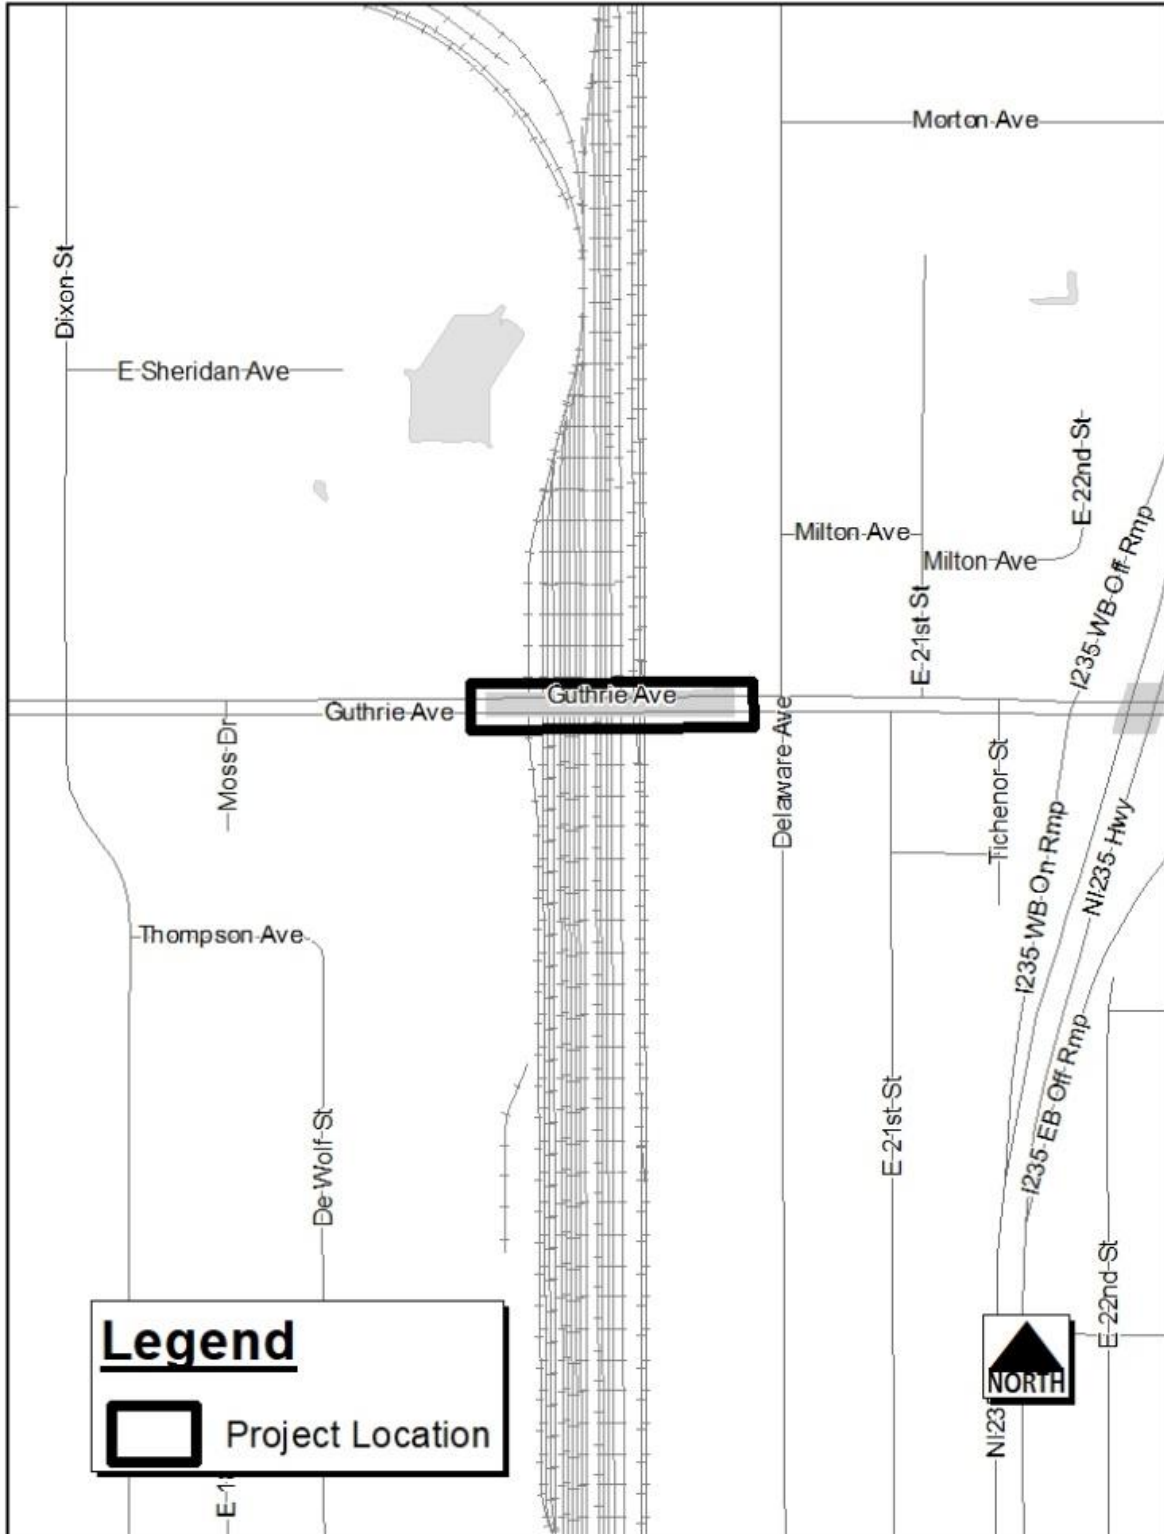 Morton Ave
Dixon St
E Sheridan Ave
E 22nd St
Milton Ave
Milton Ave
I235 WB Off Rmp
E 21st St
Guthrie Ave
Guthrie Ave
Moss Dr
Delaware Ave
Tichenor St
I235 WB On Rmp
NI235 Hwy
Thompson Ave
I235 EB Off Rmp
De Wolf St
E 21st St
E 22nd St
Legend
Project Location
NORTH